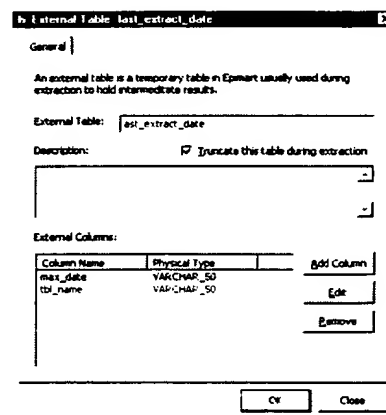 External Table last_extract_date
General
An external table is a temporary table in Epimart usually used during
extraction to hold intermediate results.
External Table: last_extract_date
Description: Truncate this table during extraction
External Columns:
Column Name Physical Type Add Column
max_date VARCHAR_50
tbl_name VARCHAR_50 Edit
Remove
OK Close